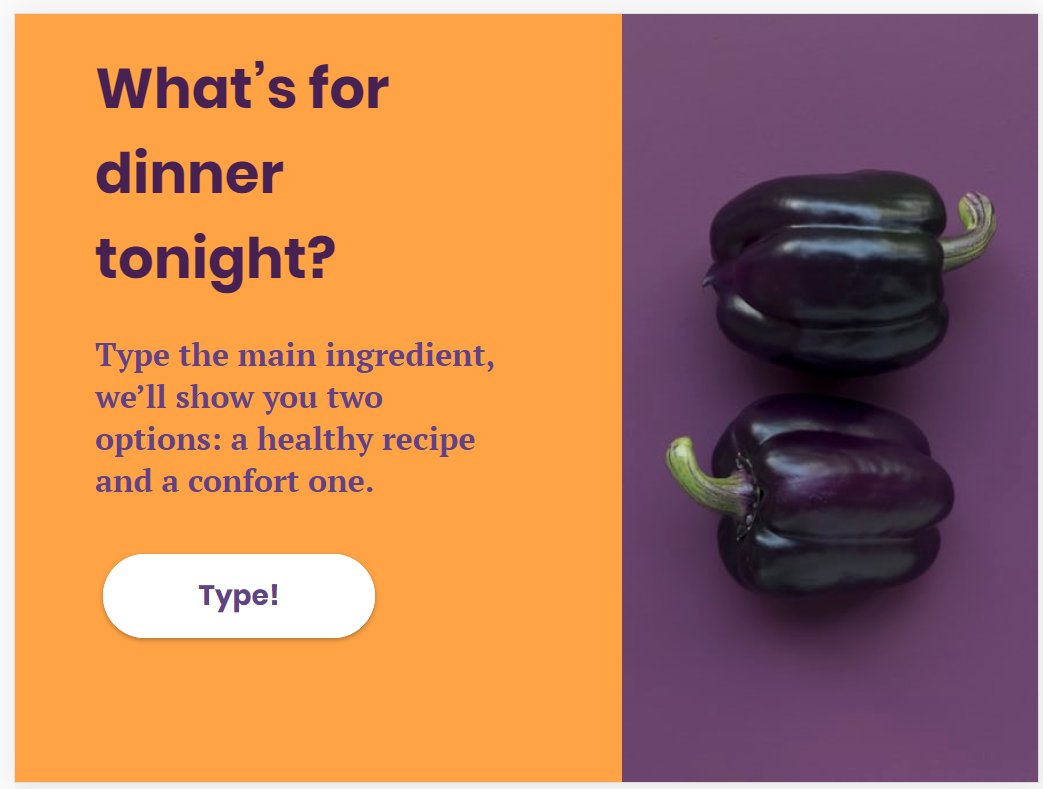 What’s for
dinner
tonight?
Type the main ingredient,
we’ll show you two
options: a healthy recipe
and a confort one.
Type!